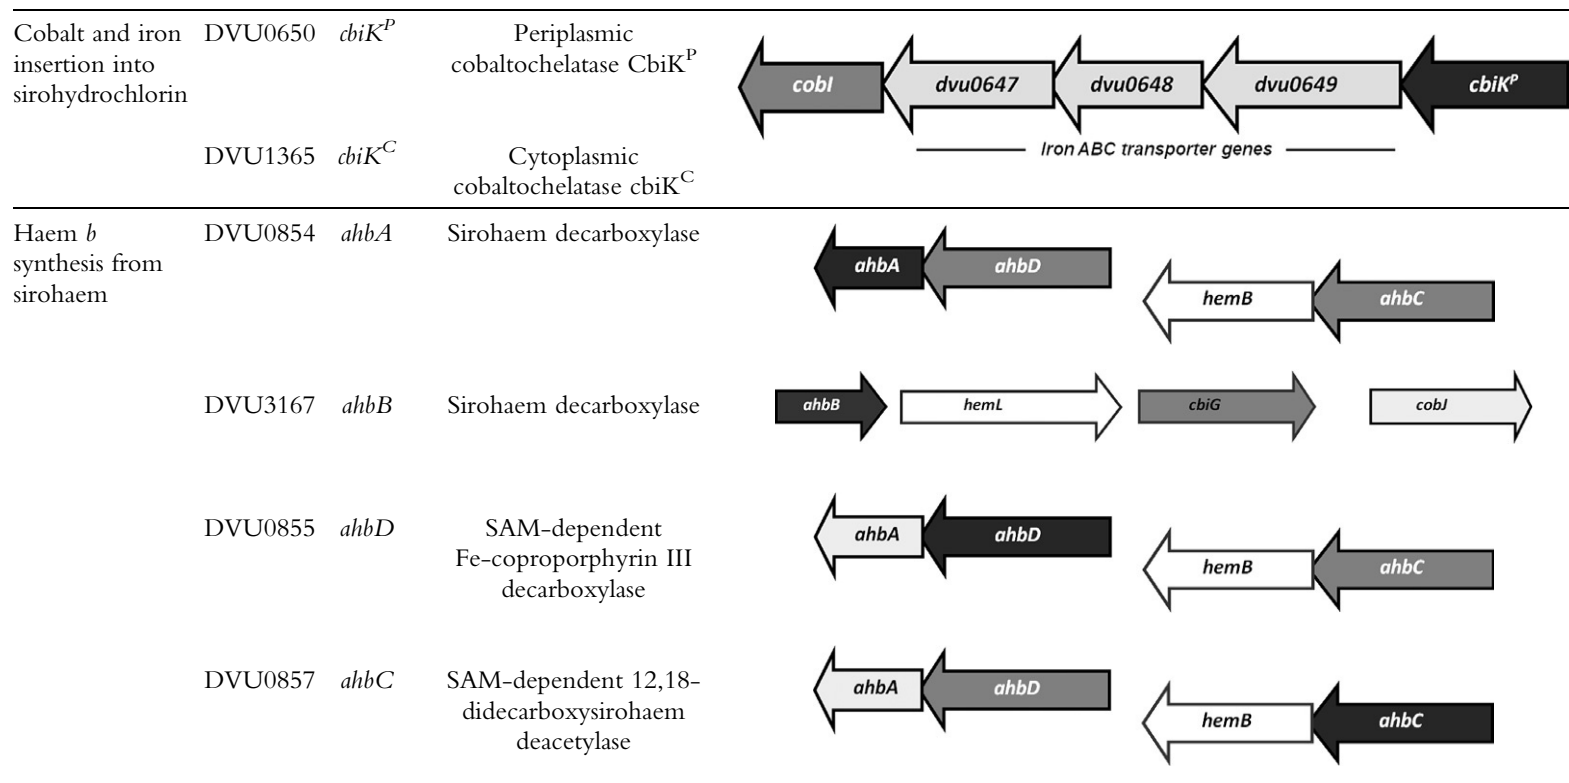 Cobalt and iron insertion into sirohydrochlorin
DVU0650 cbiK^P Periplasmic cobaltochelatase CbiK^P
cobI dvu0647 dvu0648 dvu0649 cbiK^P
Iron ABC transporter genes
DVU1365 cbiK^C Cytoplasmic cobaltochelatase cbiK^C
Haem b synthesis from sirohaem
DVU0854 ahbA Sirohaem decarboxylase
ahbA ahbD hemB ahbC
DVU3167 ahbB Sirohaem decarboxylase
ahbB hemL cbiG cobJ
DVU0855 ahbD SAM-dependent Fe-coproporphyrin III decarboxylase
ahbA ahbD hemB ahbC
DVU0857 ahbC SAM-dependent 12,18-didecarboxysirohaem deacetylase
ahbA ahbD hemB ahbC